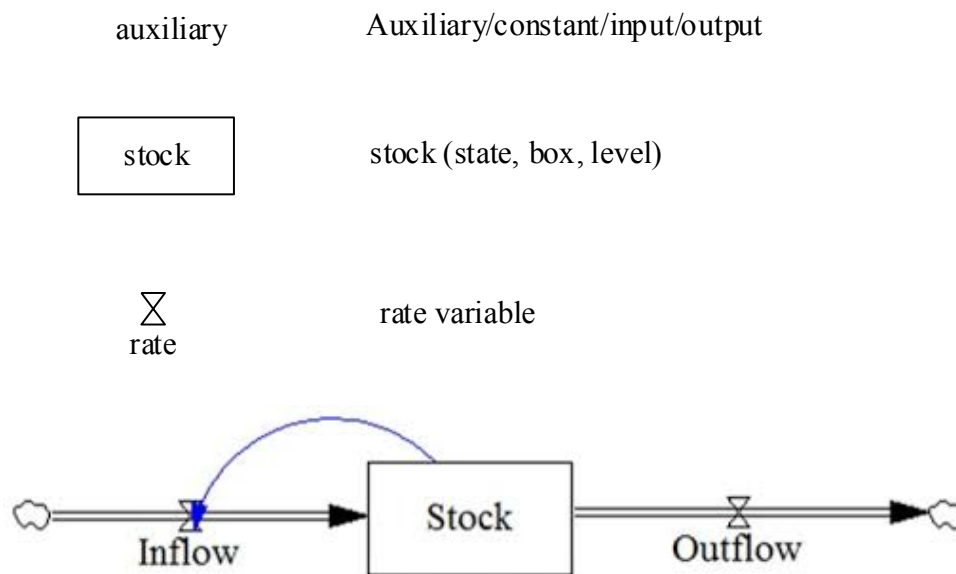 auxiliary Auxiliary/constant/input/output
stock stock (state, box, level)
rate variable
rate
Stock
Inflow Outflow